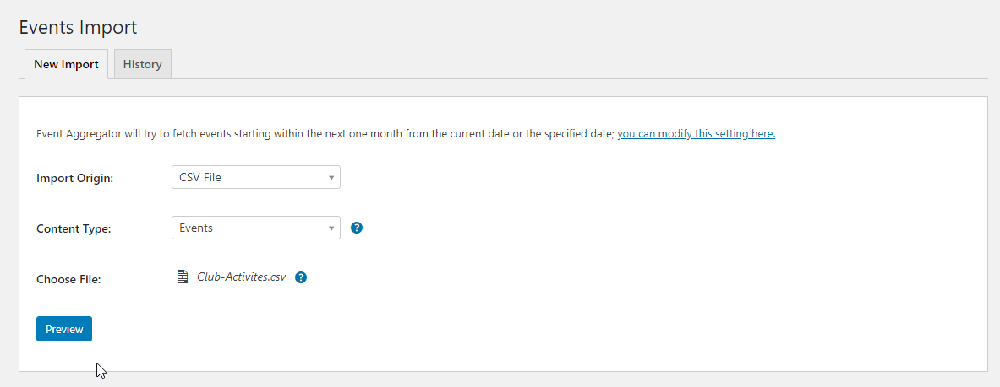 Events Import
New Import
History
Event Aggregator will try to fetch events starting within the next one month from the current date or the specified date; you can modify this setting here.
Import Origin: CSV File
Content Type: Events ?
Choose File: Club-Activites.csv ?
Preview